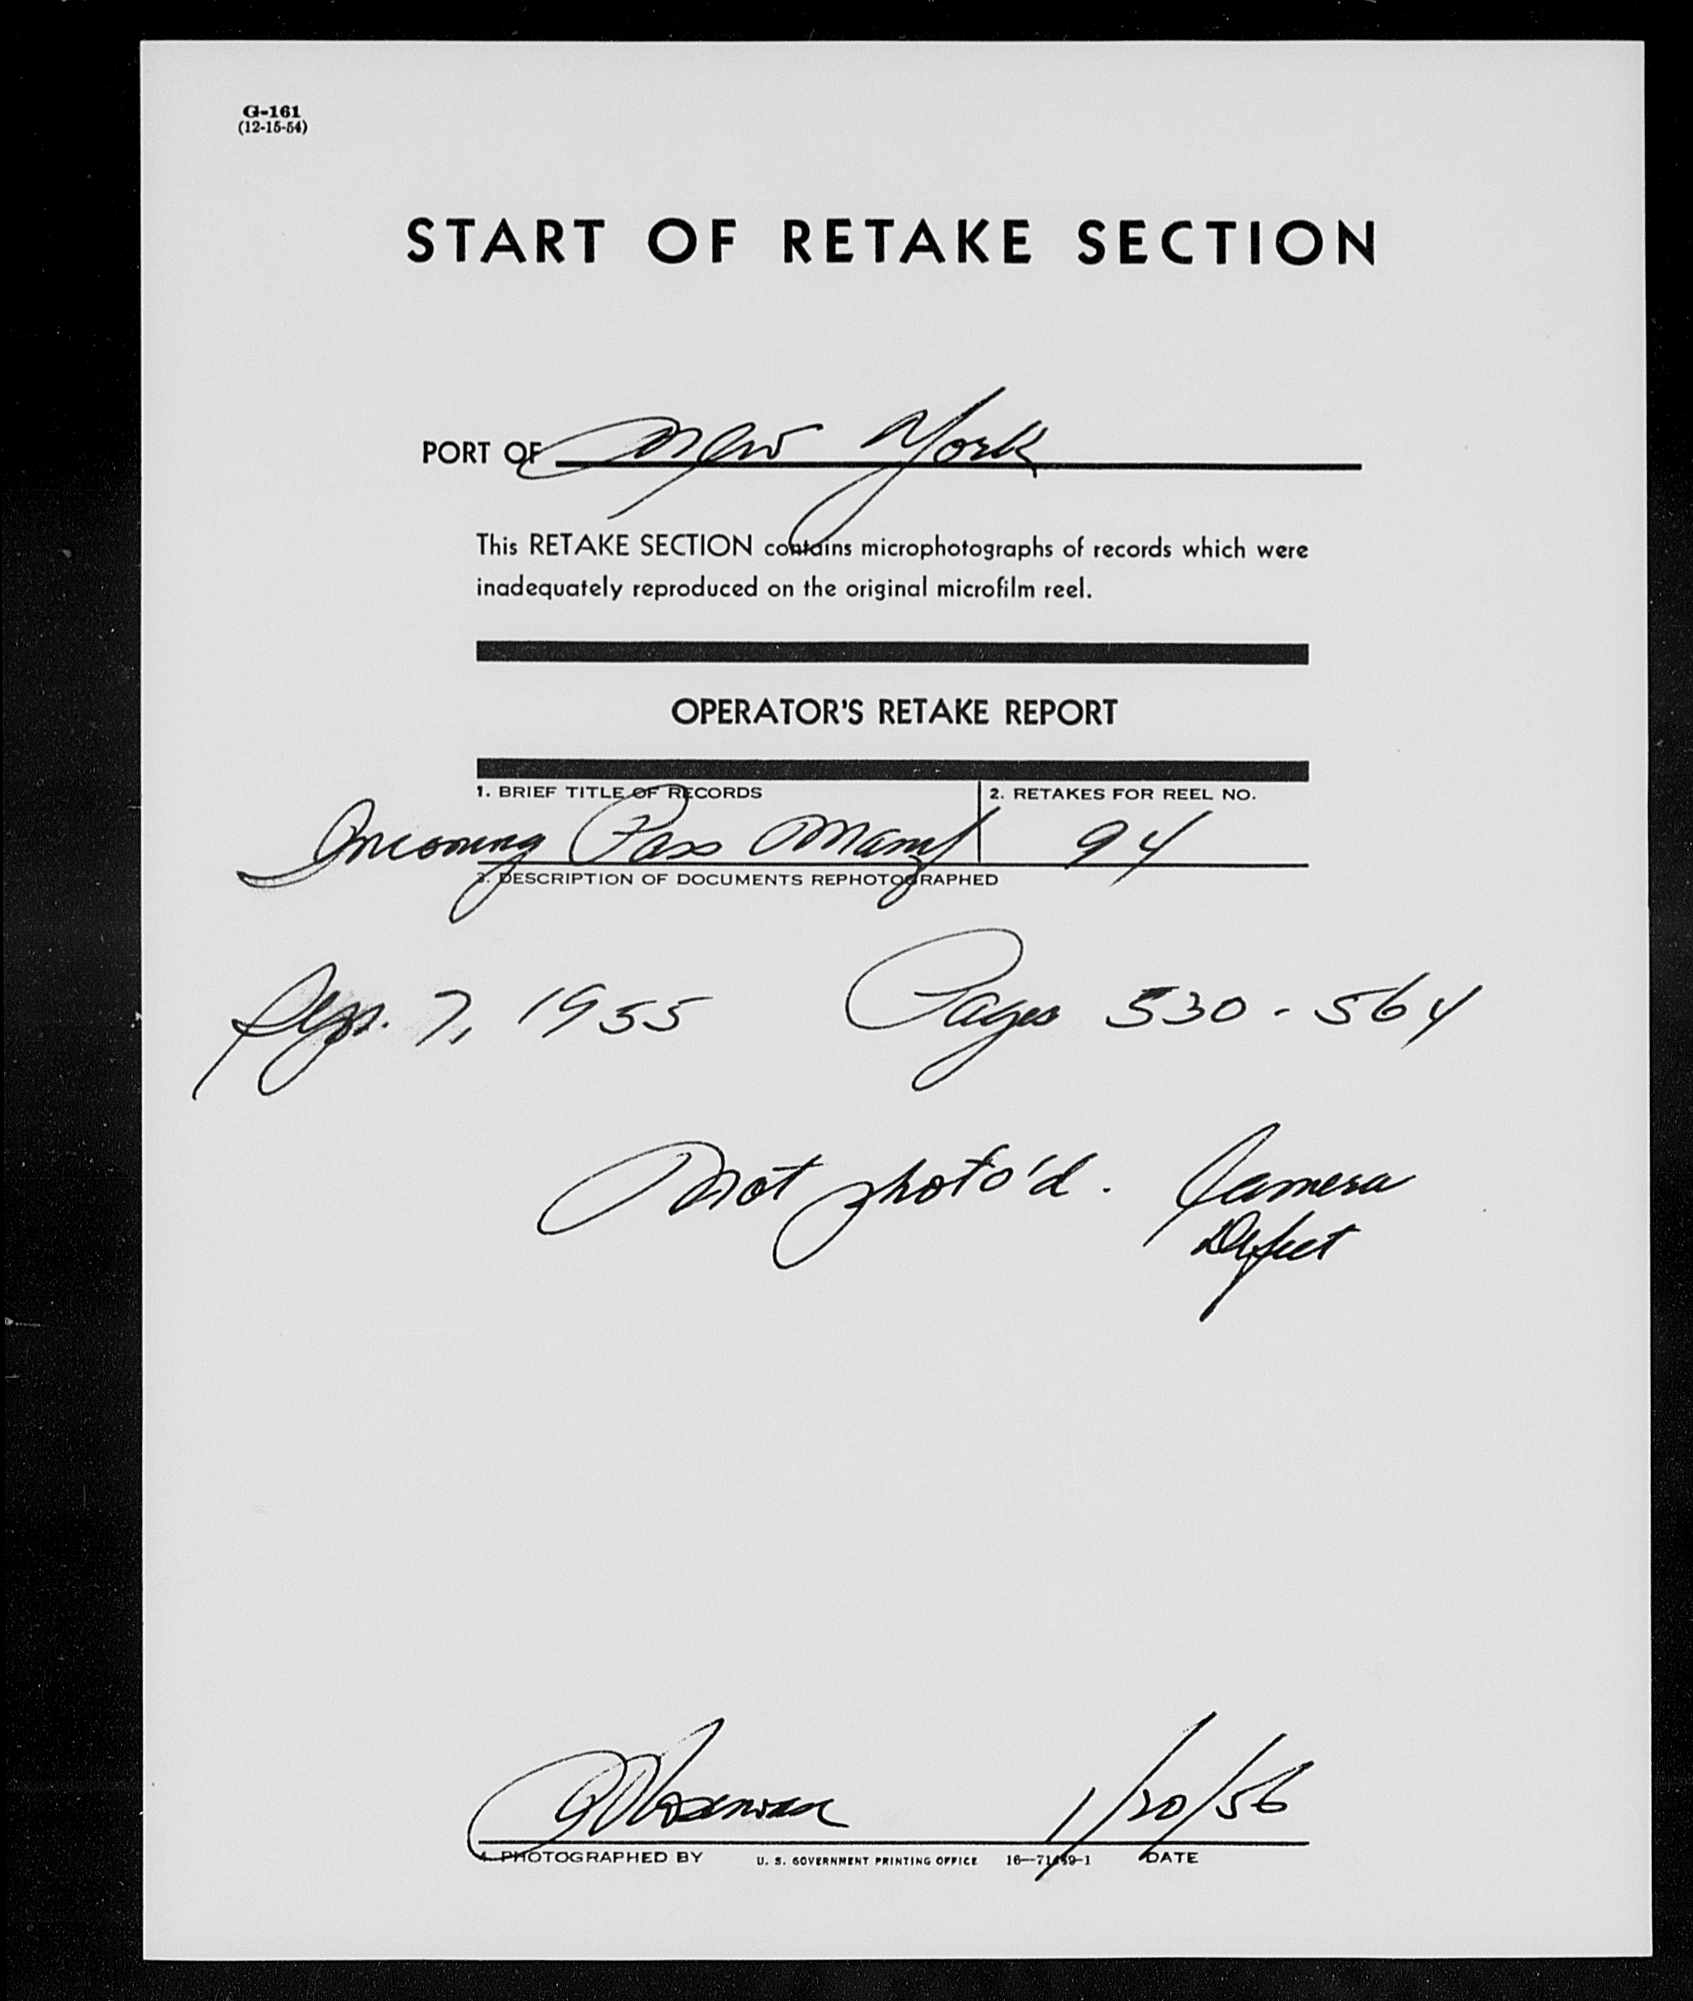 G-161
(12-15-54)
START OF RETAKE SECTION
PORT OF New York
This RETAKE SECTION contains microphotographs of records which were
inadequately reproduced on the original microfilm reel.
OPERATOR'S RETAKE REPORT
1. BRIEF TITLE OF RECORDS 2. RETAKES FOR REEL NO.
Incoming Pass Manf 94
3. DESCRIPTION OF DOCUMENTS REPHOTOGRAPHED
7, 1955 Pages 530-564
Not photo'd. Camera
Defect
1/20/56
4. PHOTOGRAPHED BY U. S. GOVERNMENT PRINTING OFFICE DATE